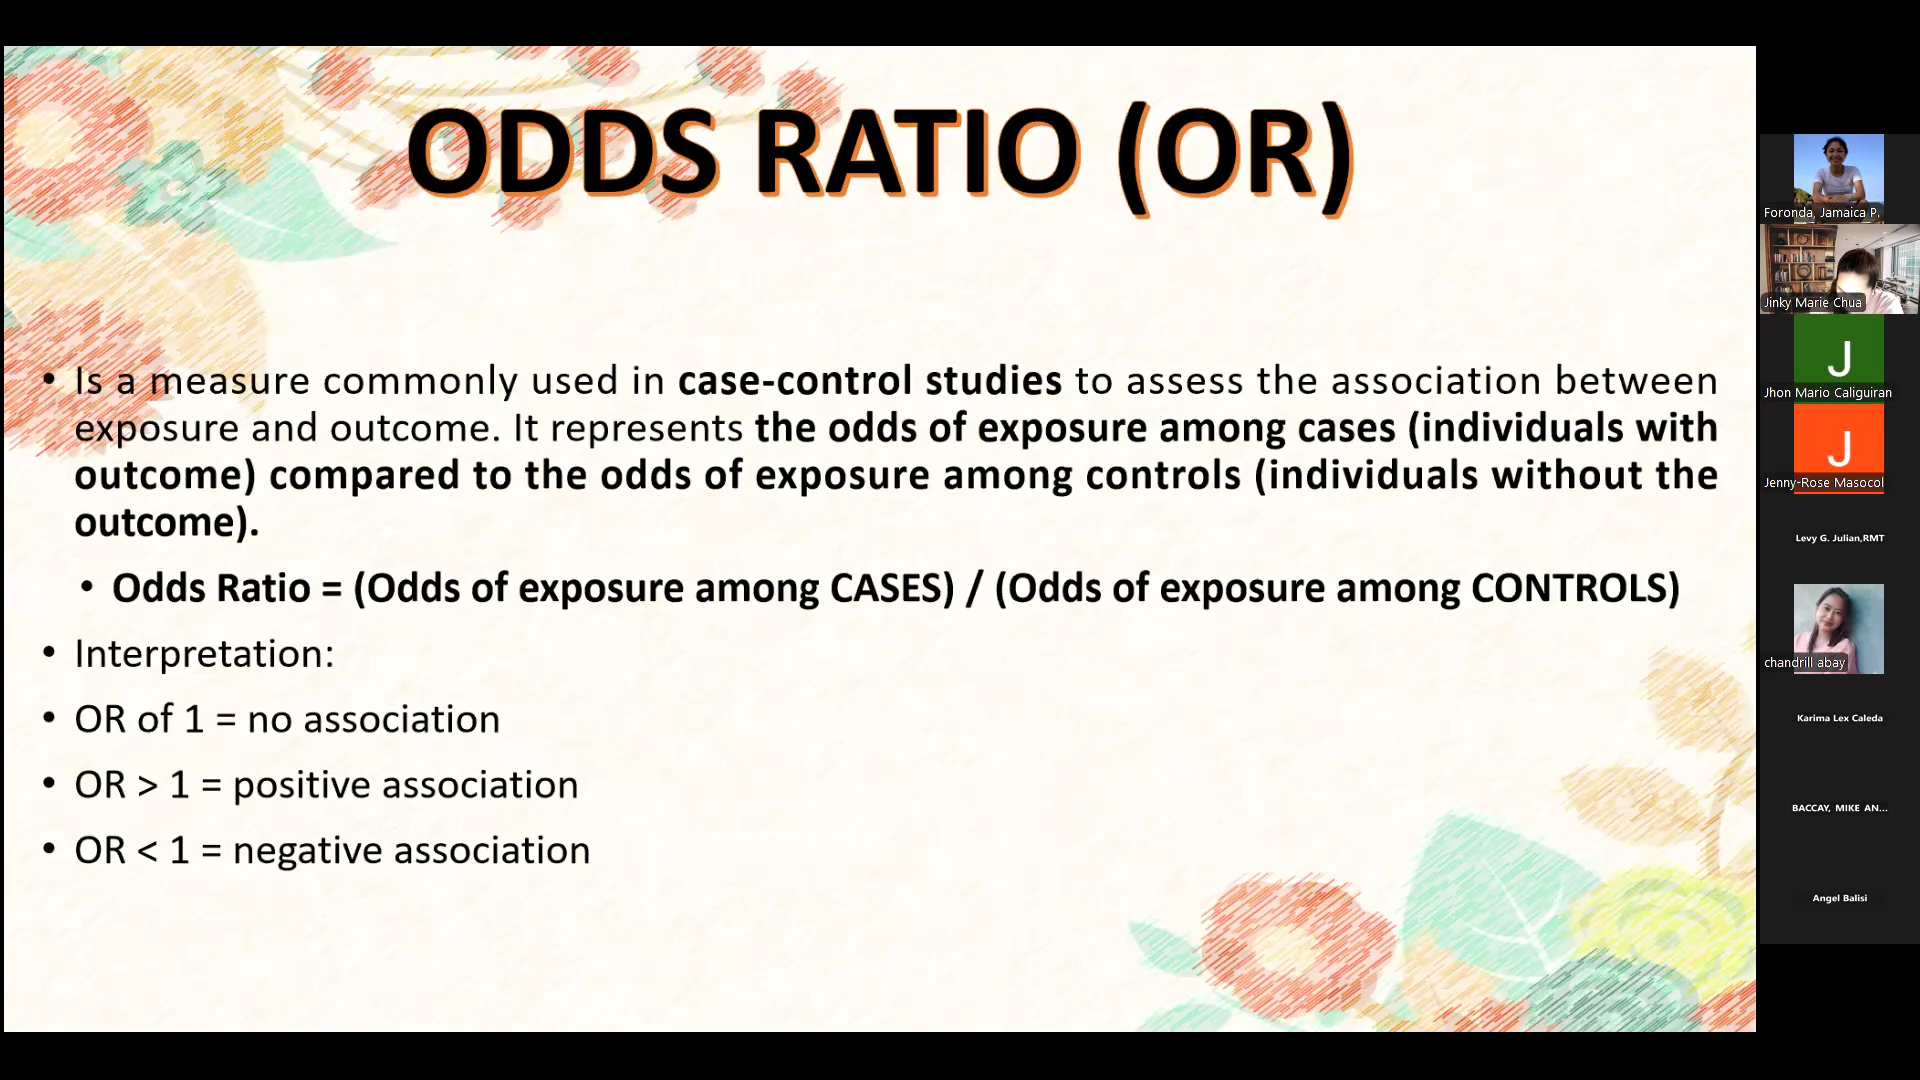 ODDS RATIO (OR)
• Is a measure commonly used in case-control studies to assess the association between
exposure and outcome. It represents the odds of exposure among cases (individuals with
outcome) compared to the odds of exposure among controls (individuals without the
outcome).
• Odds Ratio = (Odds of exposure among CASES) / (Odds of exposure among CONTROLS)
• Interpretation:
• OR of 1 = no association
• OR > 1 = positive association
• OR < 1 = negative association
Foronda, Jamaica P.
Jinky Marie Chua
J
Jhon Mario Caliguiran
J
Jenny-Rose Masocol
Levy G. Julian,RMT
chandrill abay
Karima Lex Caleda
BACCAY, MIKE AN...
Angel Balisi